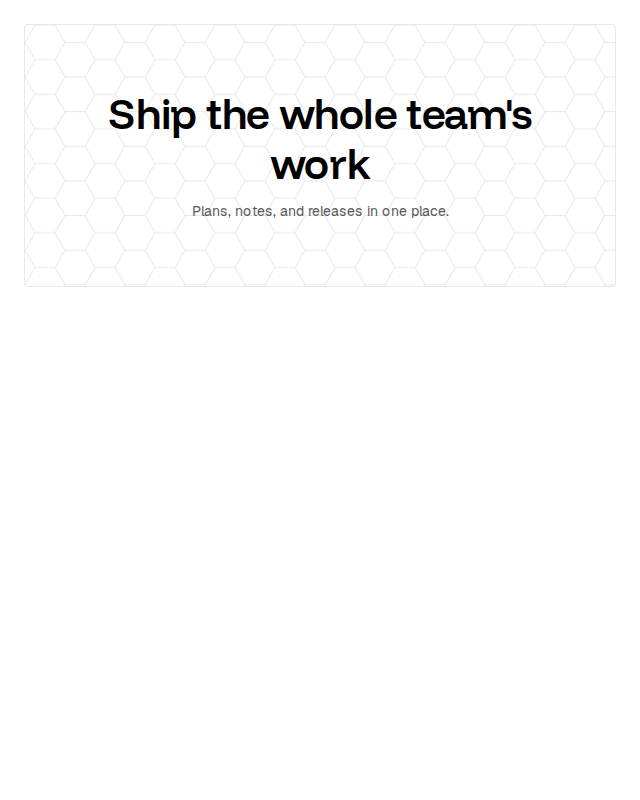 Ship the whole team's
work
Plans, notes, and releases in one place.